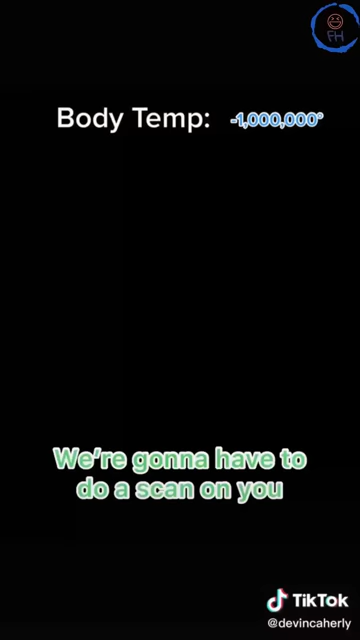 FH
Body Temp: -1,000,000°
We're gonna have to
do a scan on you
TikTok
@devincaherly